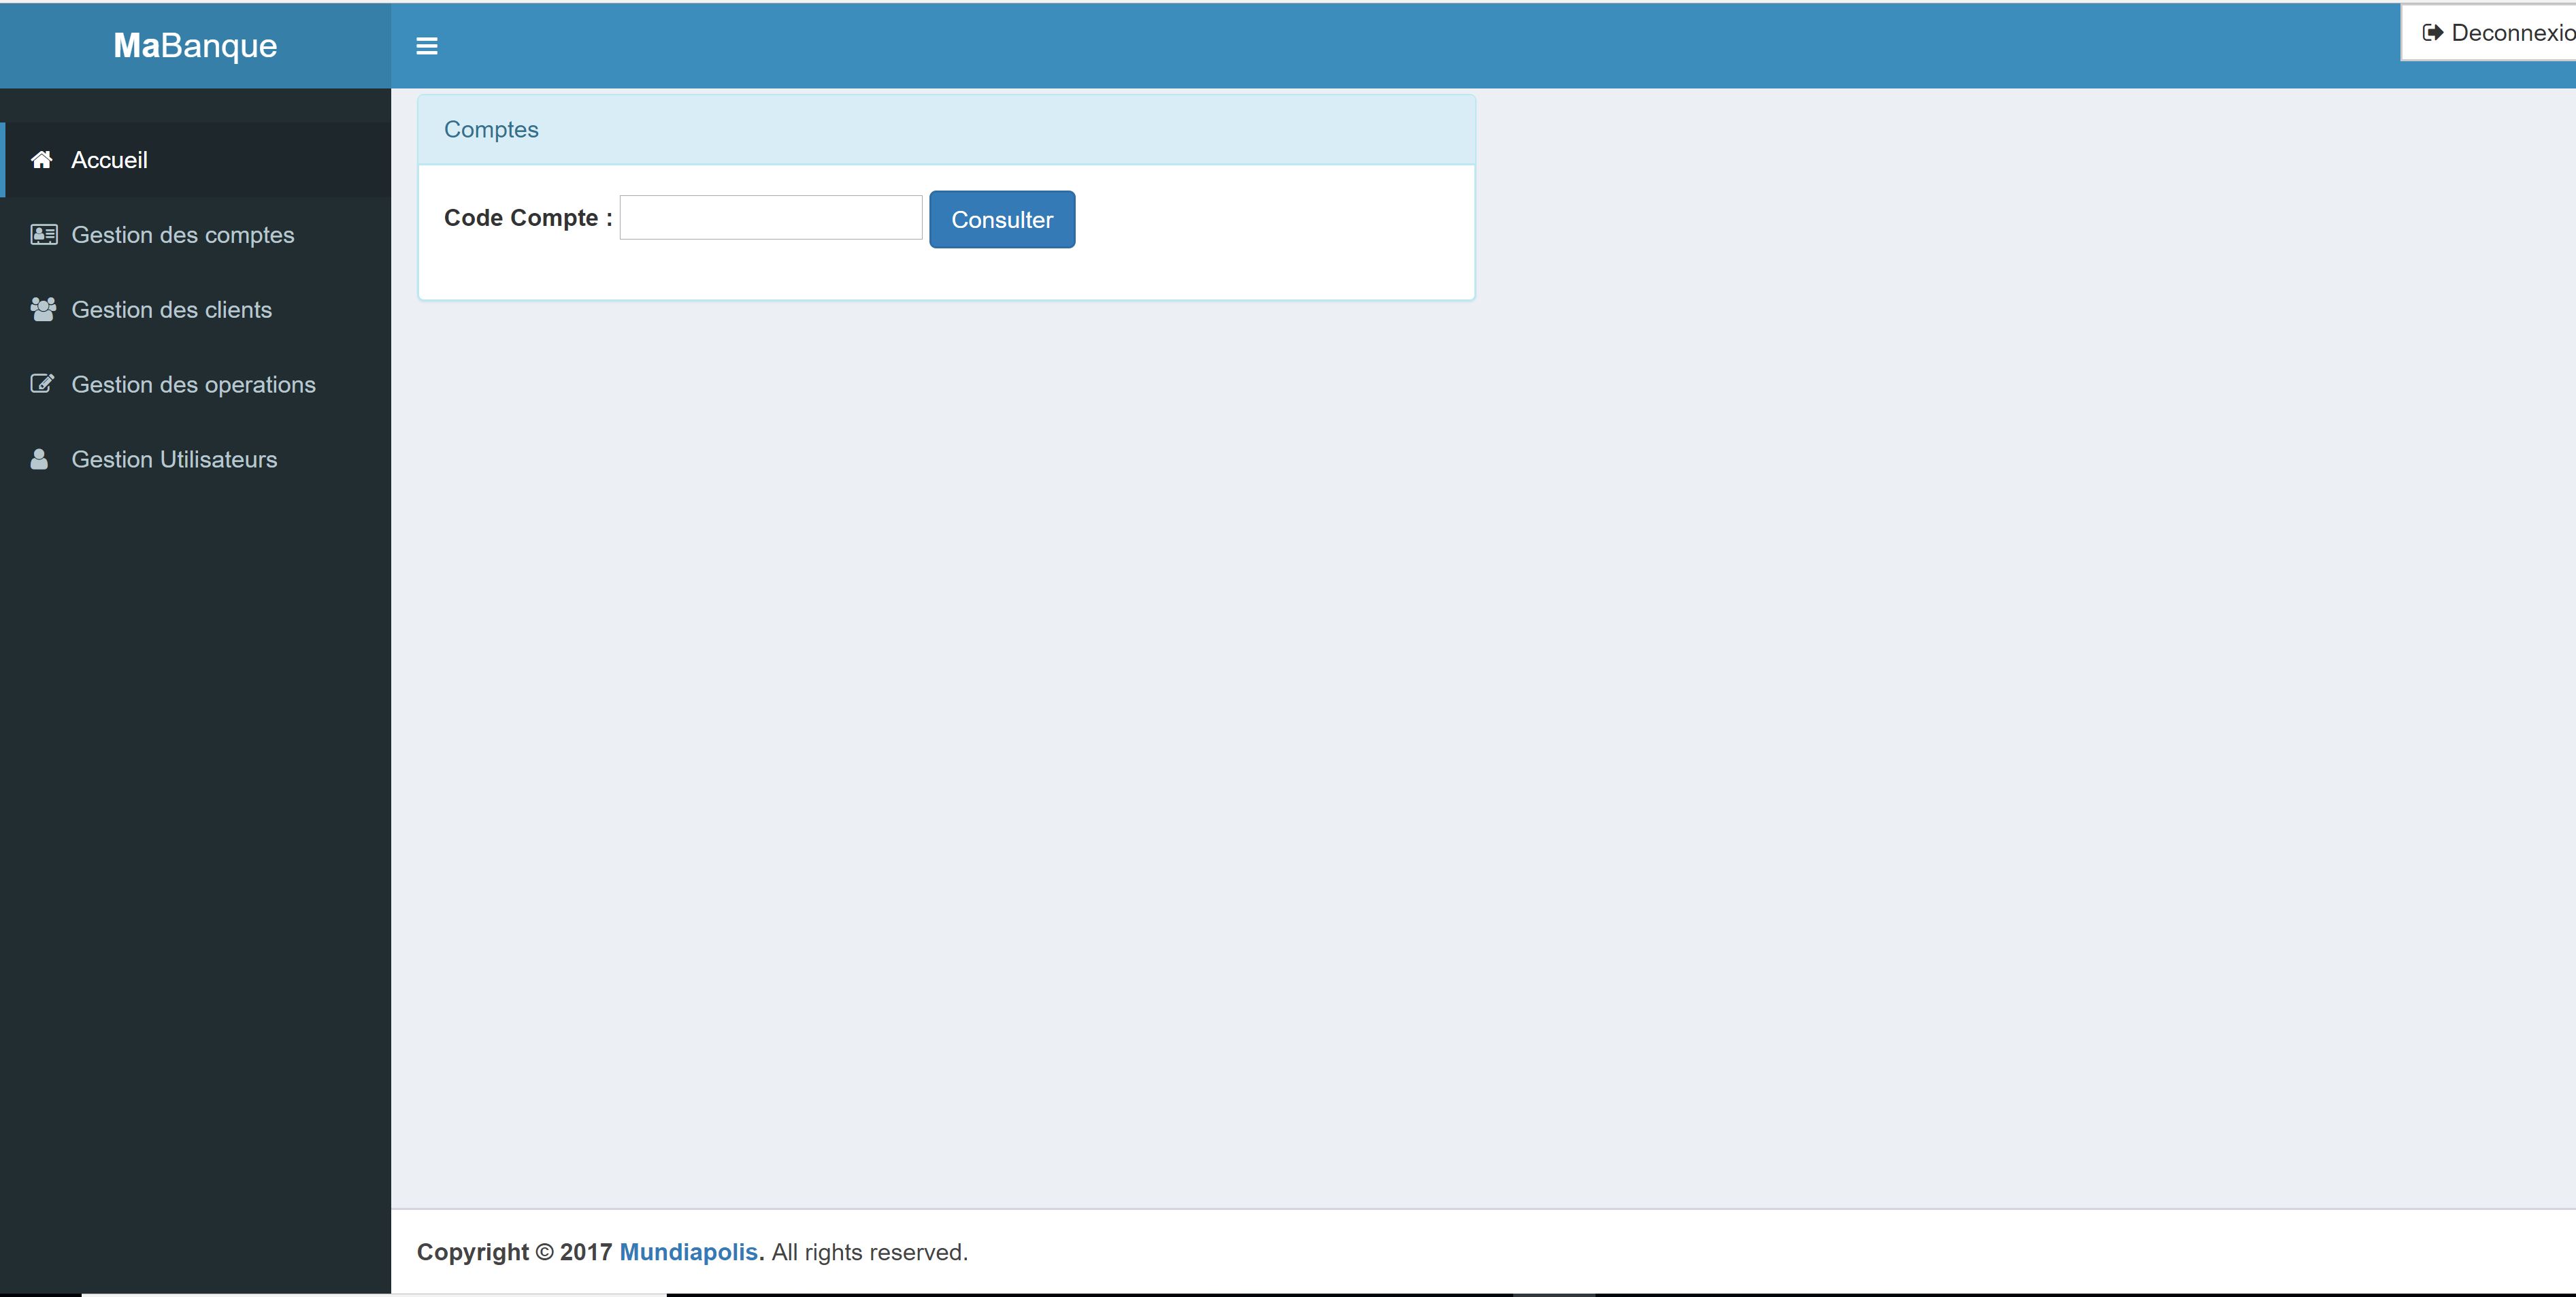 MaBanque
Deconnexio
Accueil
Gestion des comptes
Gestion des clients
Gestion des operations
Gestion Utilisateurs
Comptes
Code Compte :
Consulter
Copyright © 2017 Mundiapolis. All rights reserved.